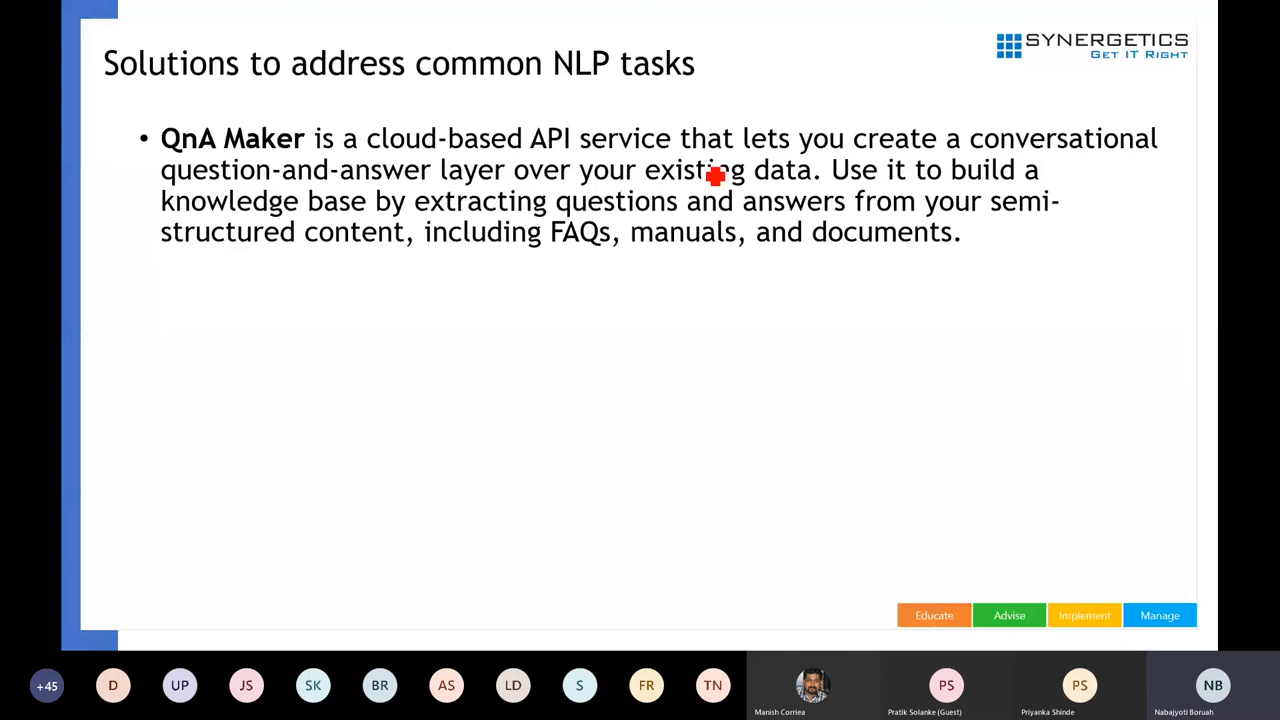 Solutions to address common NLP tasks
SYNERGETICS
GET IT RIGHT
• QnA Maker is a cloud-based API service that lets you create a conversational
question-and-answer layer over your existing data. Use it to build a
knowledge base by extracting questions and answers from your semi-
structured content, including FAQs, manuals, and documents.
Educate Advise Implement Manage
+45 D UP JS SK BR AS LD S FR TN PS PS NB
Manish Corriea Pratik Solanke (Guest) Priyanka Shinde Nabajyoti Boruah